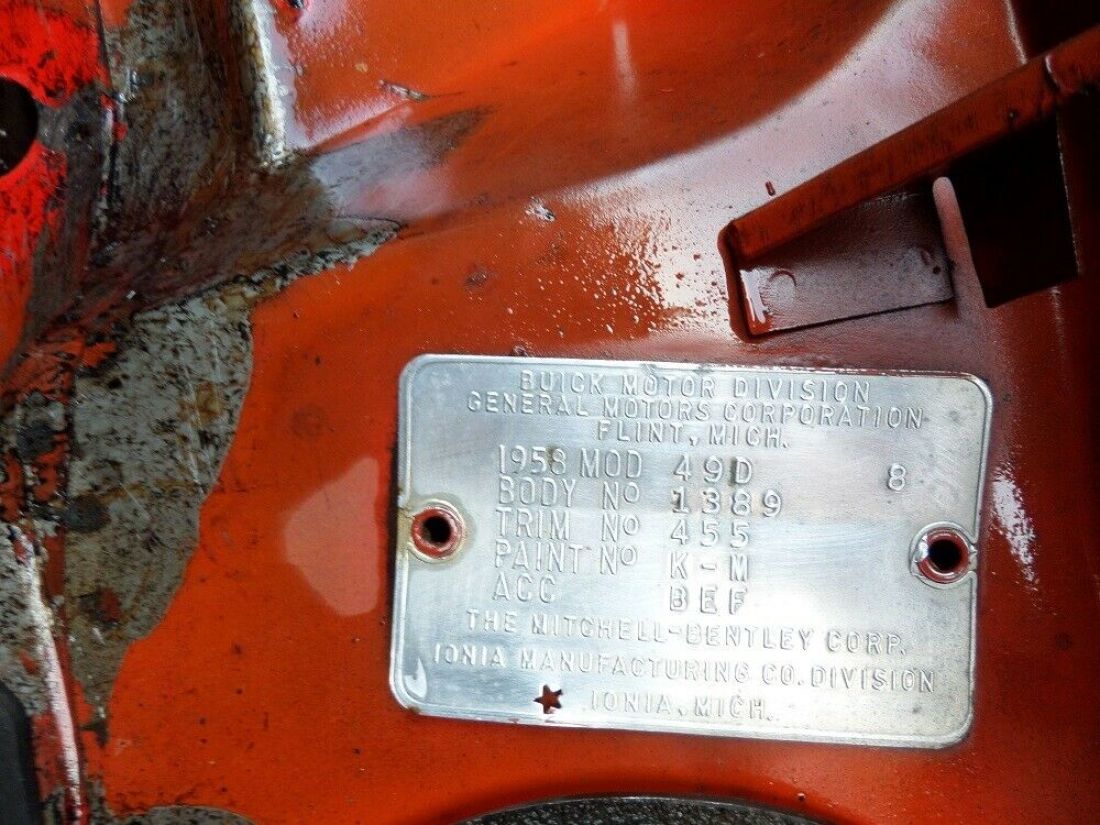 BUICK MOTOR DIVISION
GENERAL MOTORS CORPORATION
FLINT, MICH.
1958 MOD 49D 8
BODY Nº 1389
TRIM Nº 455
PAINT Nº K-M
ACC BEF
THE MITCHELL-BENTLEY CORP.
IONIA MANUFACTURING CO. DIVISION
IONIA, MICH.